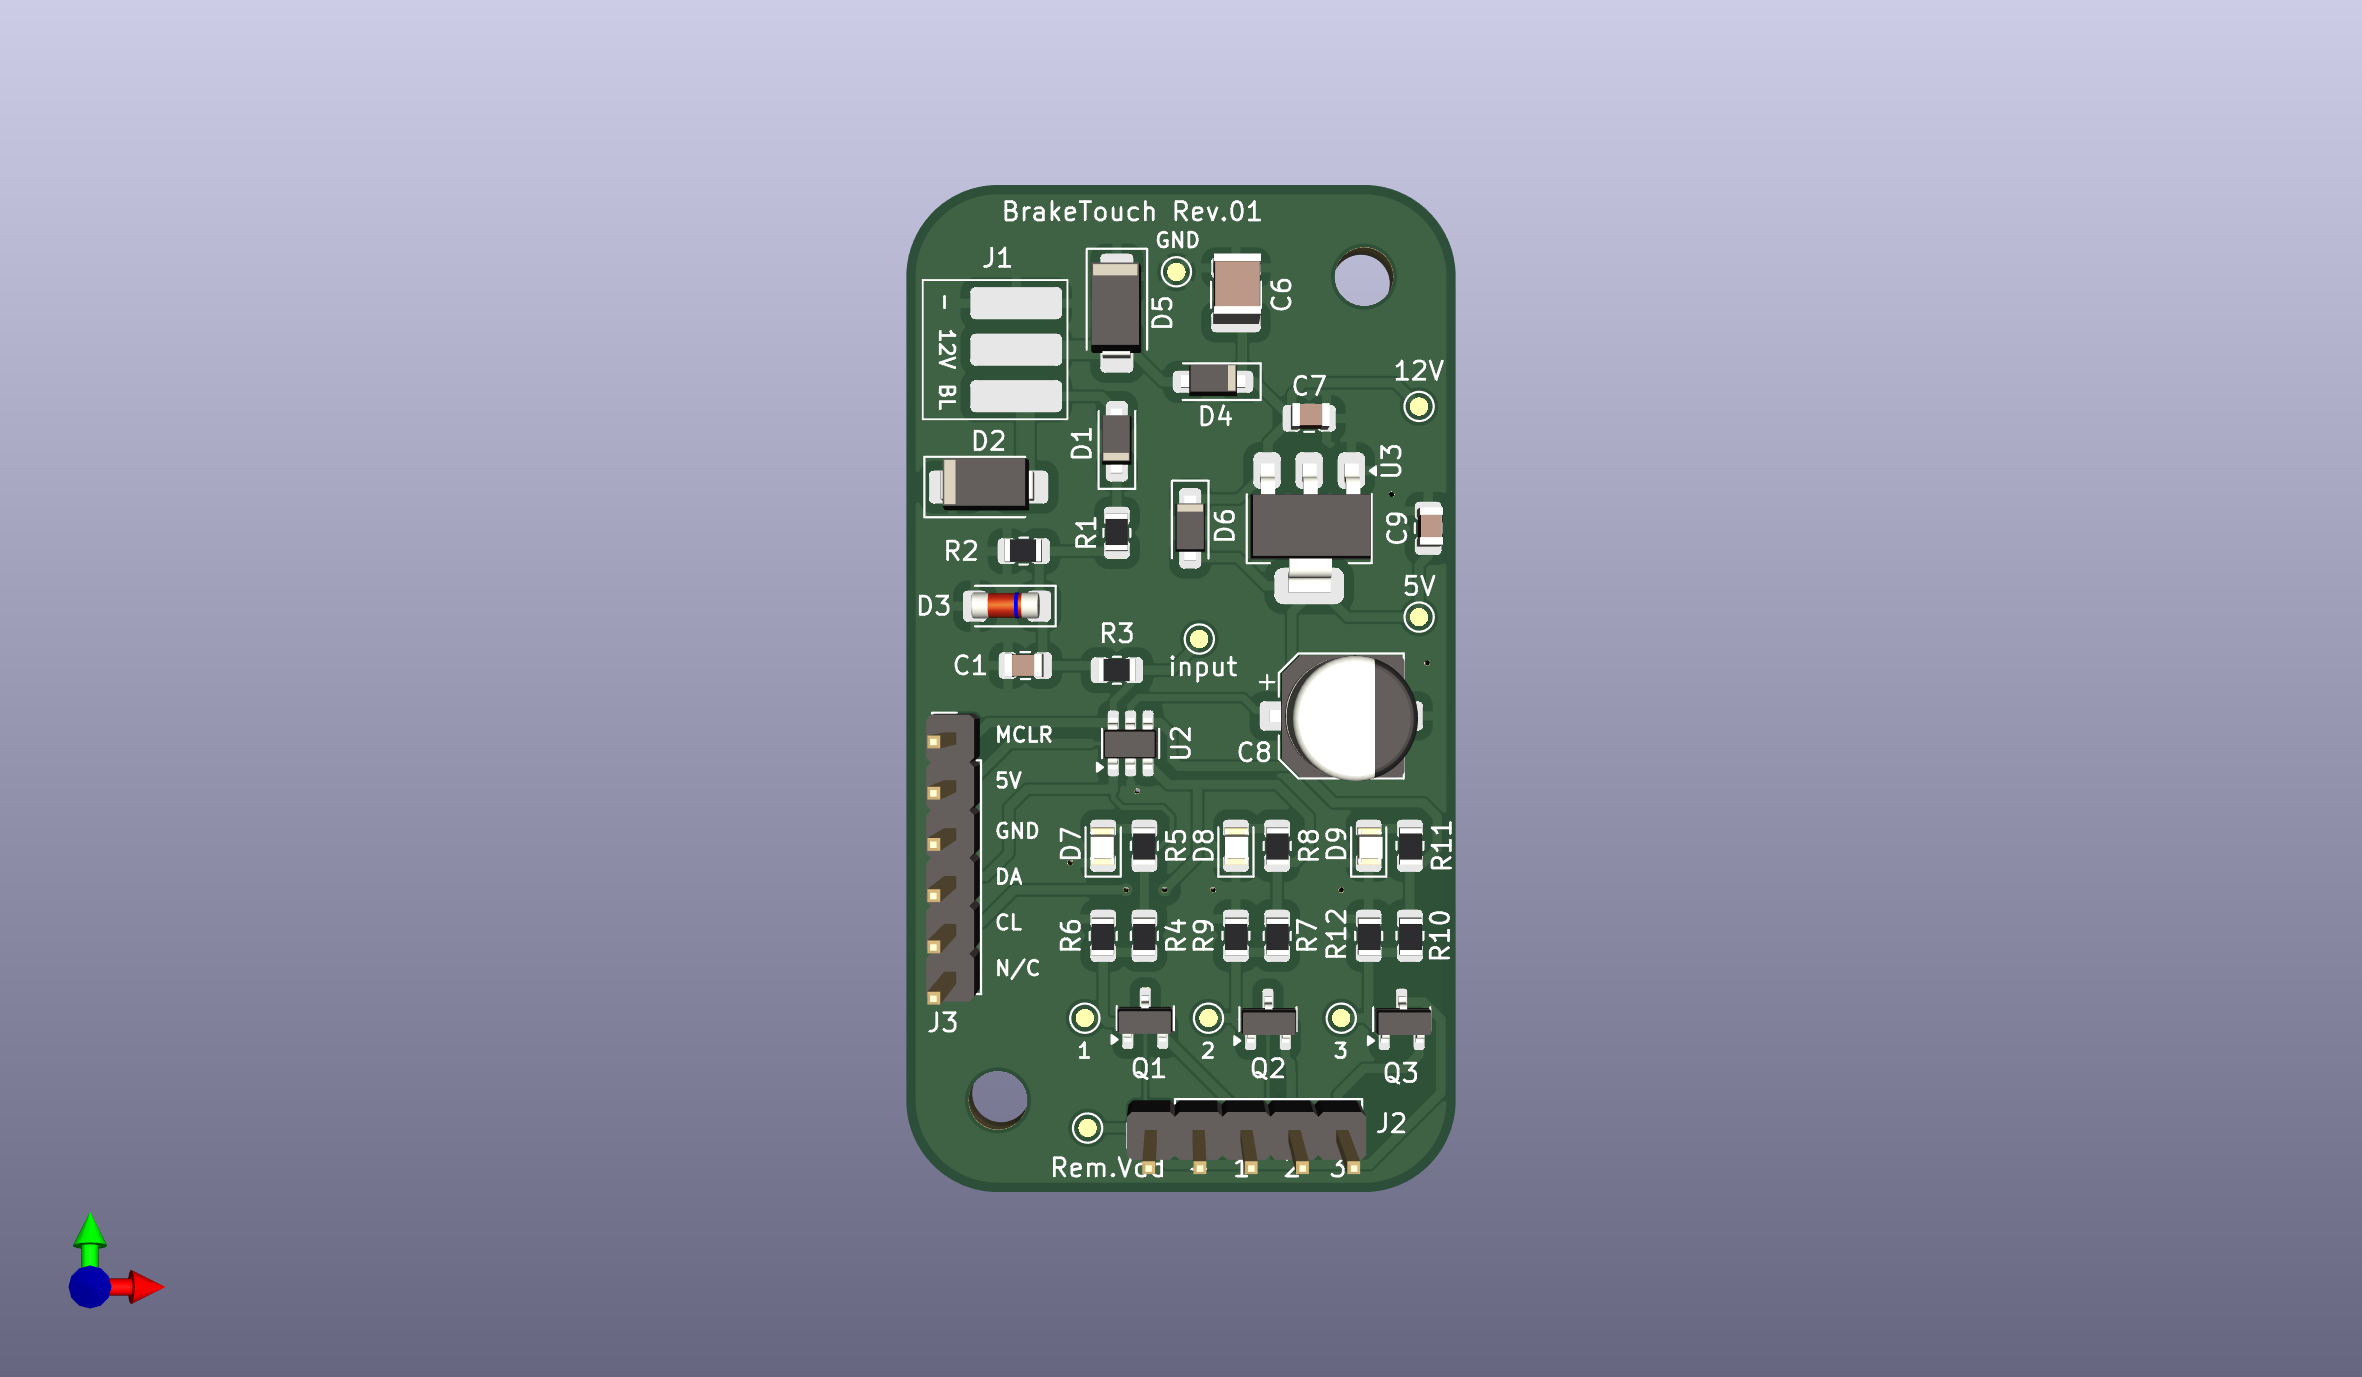 BrakeTouch Rev.01
GND
J1
-
12V
BL
D5
C6
12V
D4
C7
D2
D1
U3
D6
C9
R1
R2
5V
D3
R3
input
C1
+
C8
U2
MCLR
5V
GND
DA
CL
N/C
J3
D7
R5
D8
R8
D9
R11
R6
R4
R9
R7
R12
R10
1
2
3
Q1
Q2
Q3
J2
Rem.Vdd
1
2
3